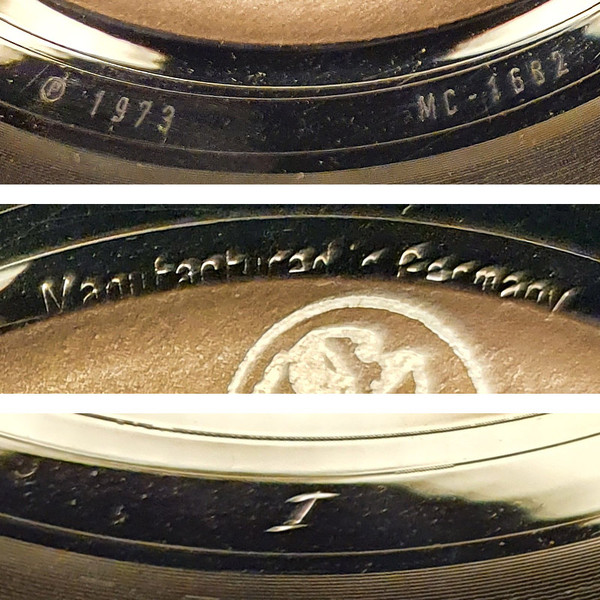 ℗ 1973 MC-1682
Manufactured in Germany
I